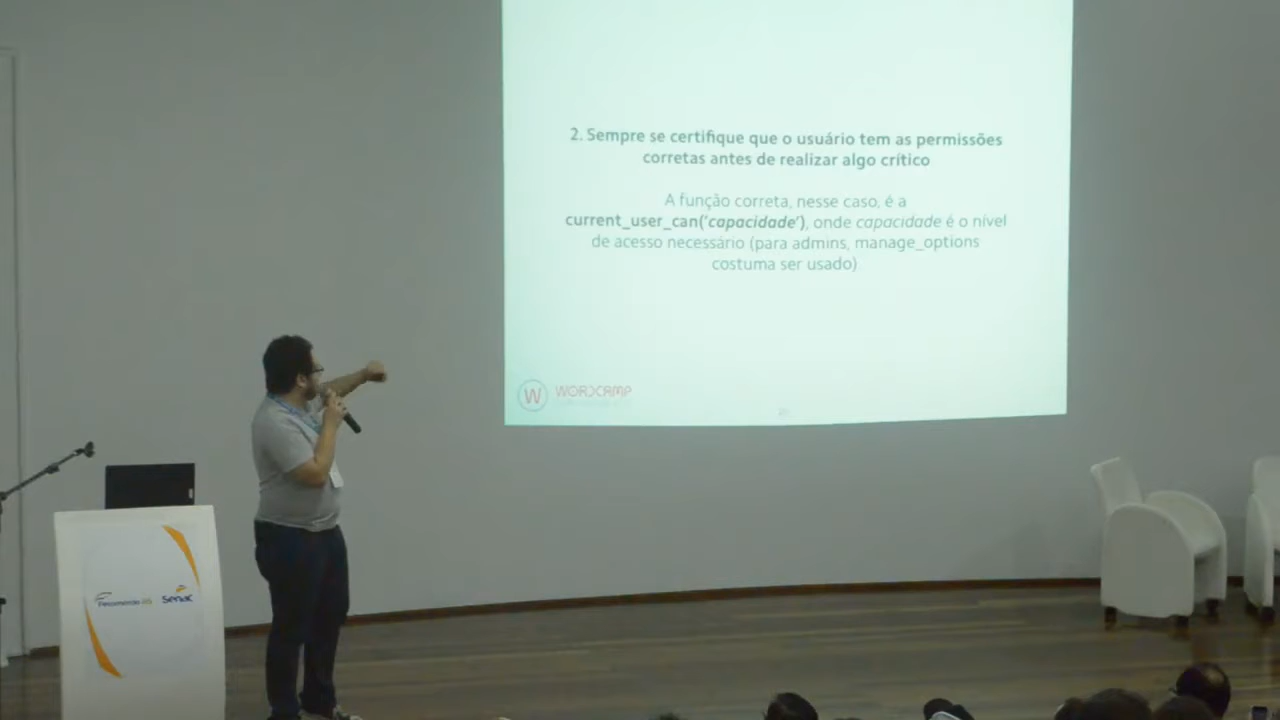 2. Sempre se certifique que o usuário tem as permissões
corretas antes de realizar algo crítico
A função correta, nesse caso, é a
current_user_can('capacidade'), onde capacidade é o nível
de acesso necessário (para admins, manage_options
costuma ser usado)
W WORDCAMP
Fecomércio RS Senac